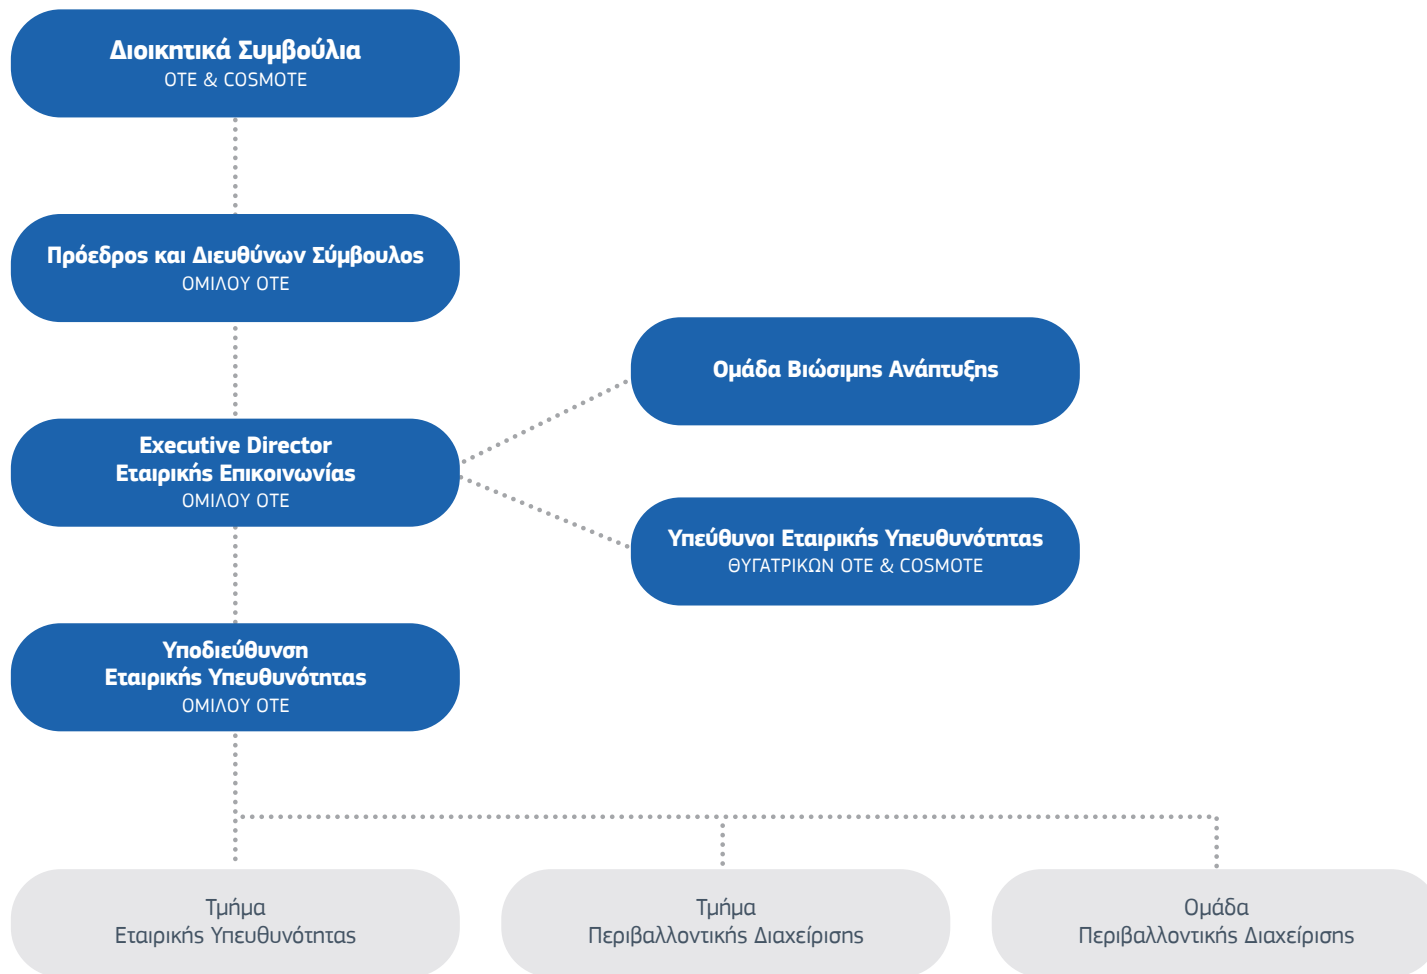 Διοικητικά Συμβούλια
ΟΤΕ & COSMOTE
Πρόεδρος και Διευθύνων Σύμβουλος
ΟΜΙΛΟΥ ΟΤΕ
Ομάδα Βιώσιμης Ανάπτυξης
Executive Director
Εταιρικής Επικοινωνίας
ΟΜΙΛΟΥ ΟΤΕ
Υπεύθυνοι Εταιρικής Υπευθυνότητας
ΘΥΓΑΤΡΙΚΩΝ ΟΤΕ & COSMOTE
Υποδιεύθυνση
Εταιρικής Υπευθυνότητας
ΟΜΙΛΟΥ ΟΤΕ
Τμήμα
Εταιρικής Υπευθυνότητας
Τμήμα
Περιβαλλοντικής Διαχείρισης
Ομάδα
Περιβαλλοντικής Διαχείρισης